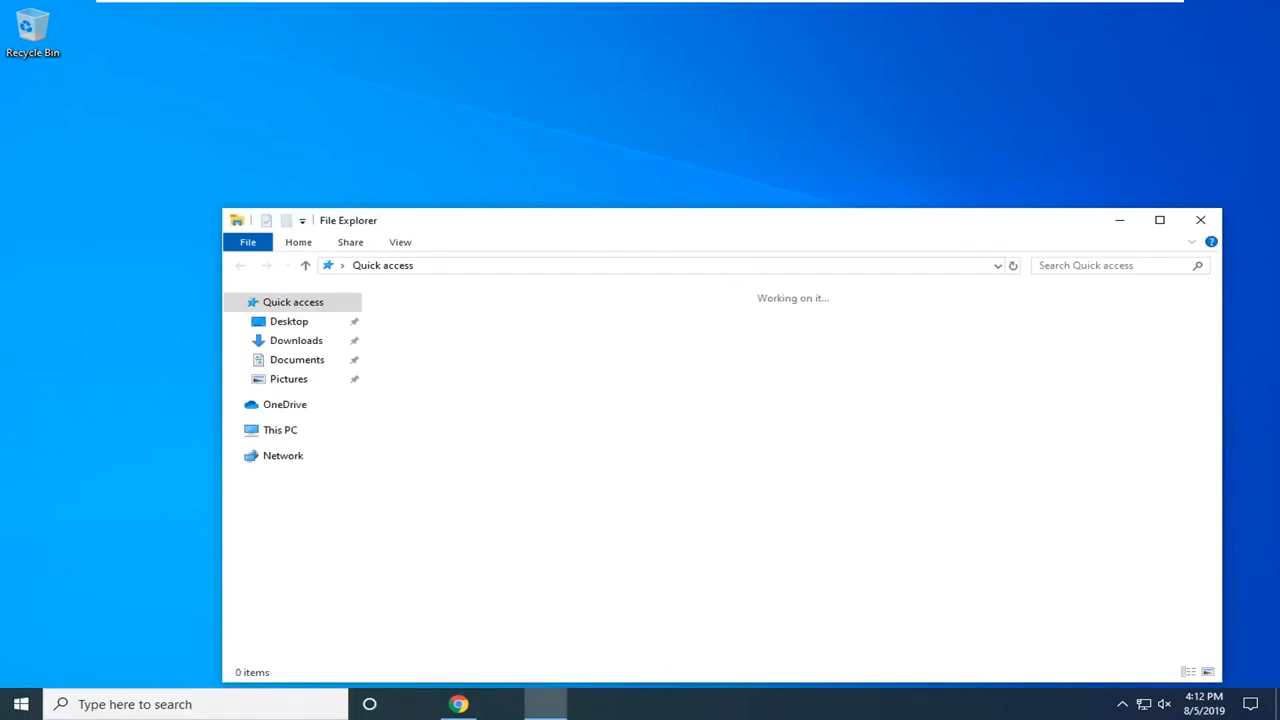 Recycle Bin
File Explorer
File Home Share View
Quick access
Search Quick access
Working on it...
Quick access
Desktop
Downloads
Documents
Pictures
OneDrive
This PC
Network
0 items
Type here to search
4:12 PM
8/5/2019